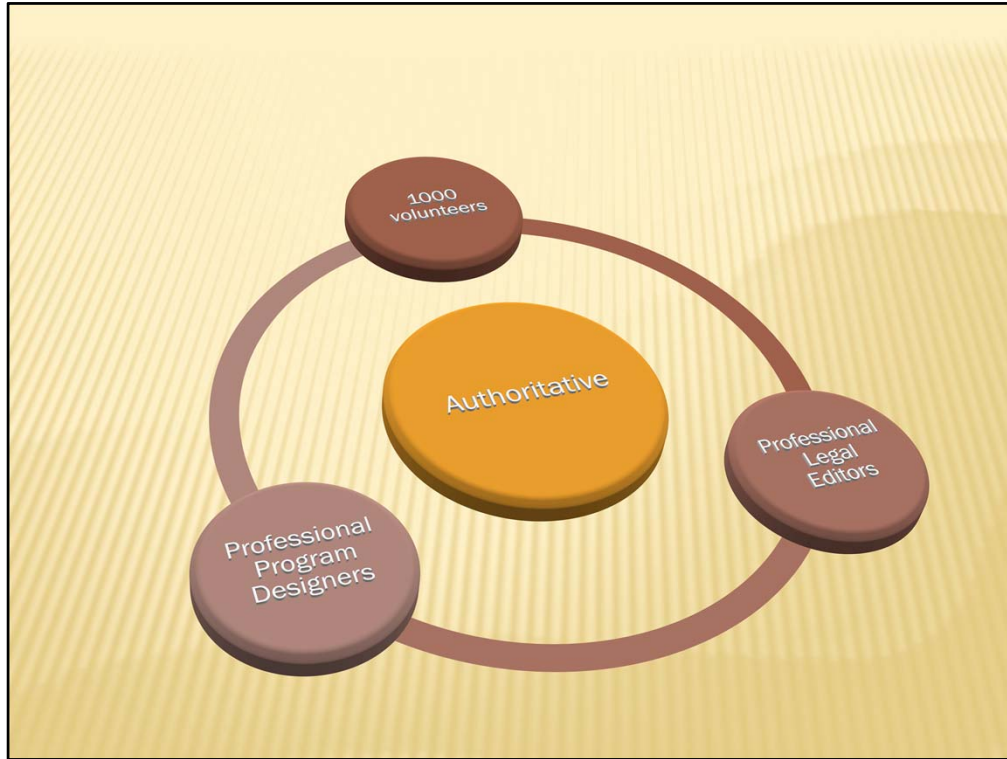 1000
volunteers
Authoritative
Professional
Legal
Editors
Professional
Program
Designers